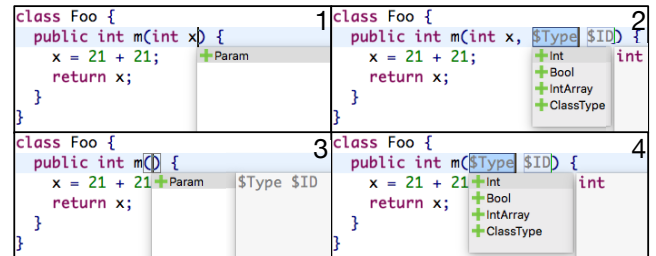 class Foo {
public int m(int x) {
x = 21 + 21;
return x;
}
}
Param
1
class Foo {
public int m(int x, $Type $ID) {
x = 21 + 21;
return x;
}
}
Int
Bool
IntArray
ClassType
int
2
class Foo {
public int m() {
x = 21 + 21
return x;
}
}
Param
$Type $ID
3
class Foo {
public int m($Type $ID) {
x = 21 + 21
return x;
}
}
Int
Bool
IntArray
ClassType
int
4